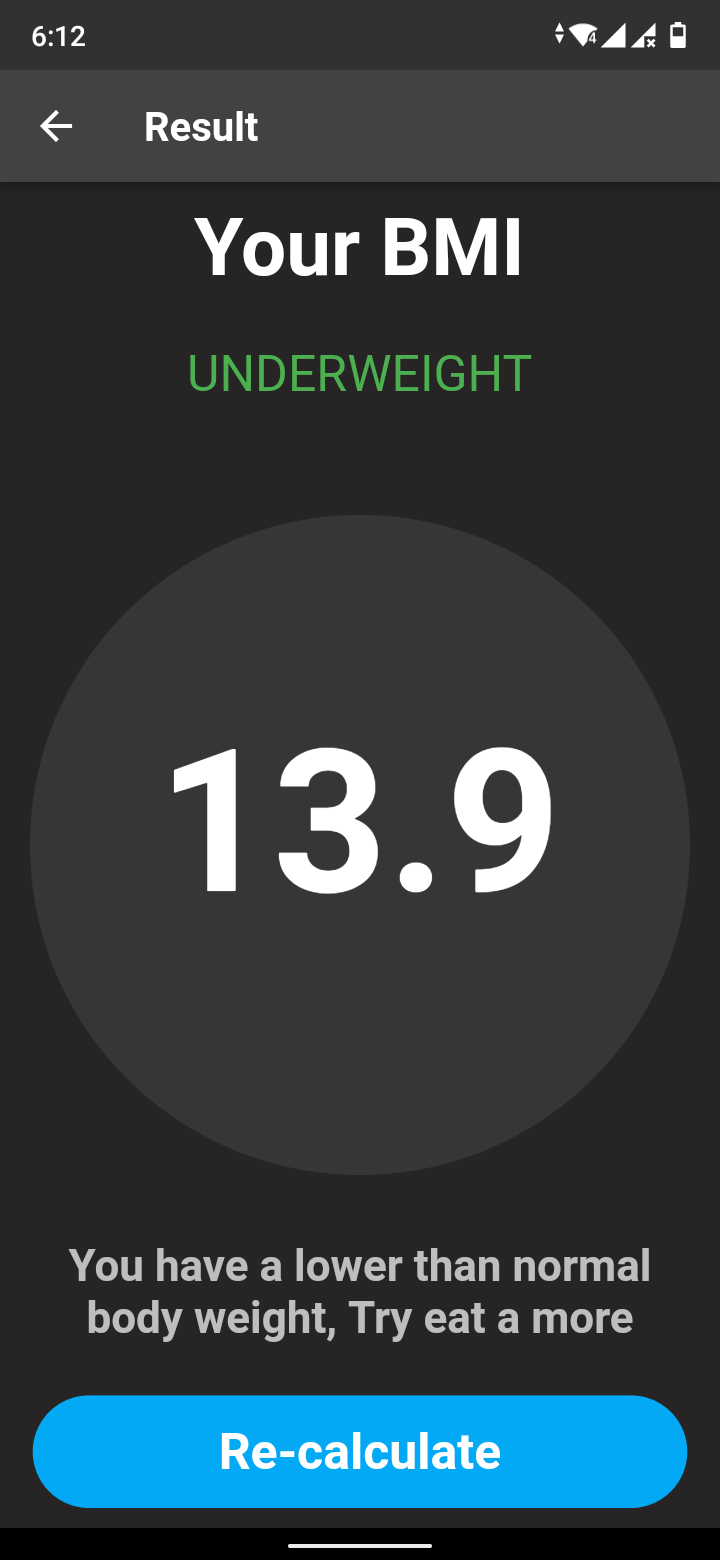 6:12
4
Result
Your BMI
UNDERWEIGHT
13.9
You have a lower than normal
body weight, Try eat a more
Re-calculate